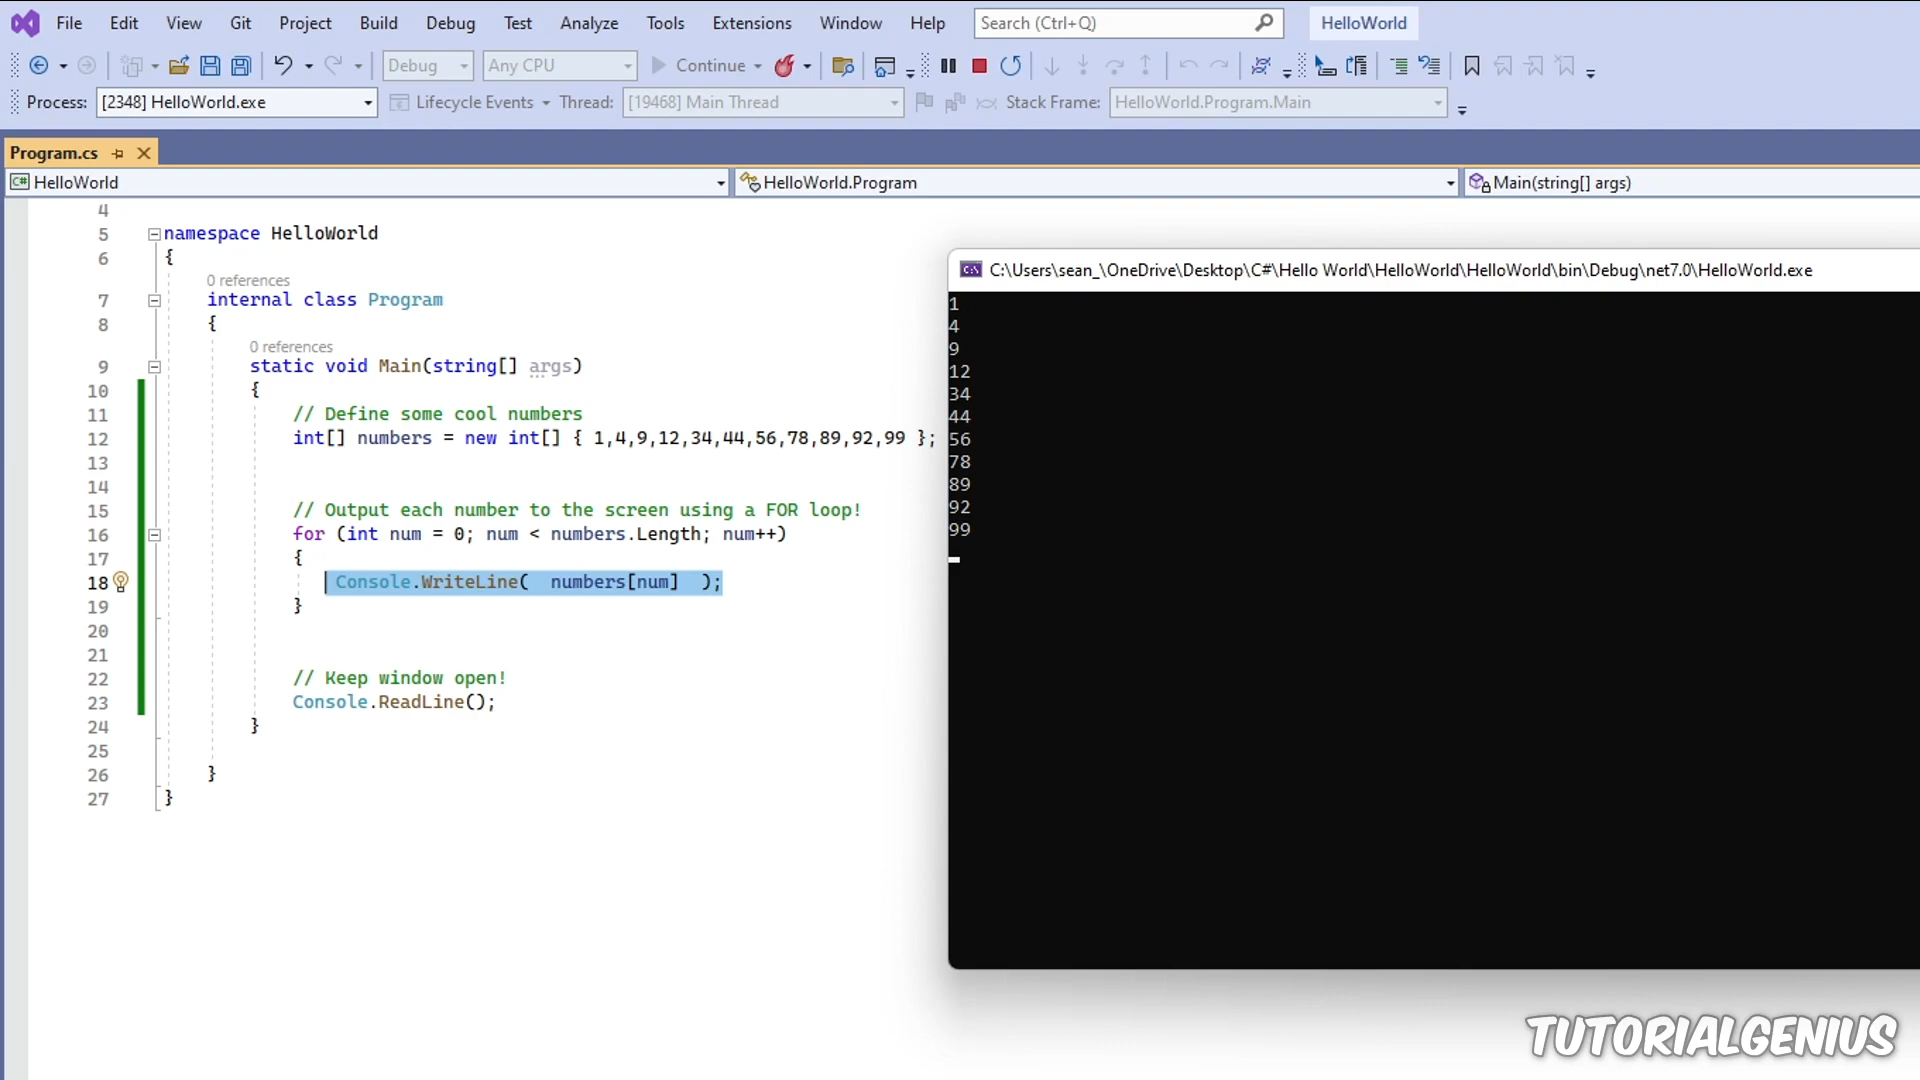 File Edit View Git Project Build Debug Test Analyze Tools Extensions Window Help Search (Ctrl+Q) HelloWorld
Debug Any CPU Continue
Process: [2348] HelloWorld.exe Lifecycle Events Thread: [19468] Main Thread Stack Frame: HelloWorld.Program.Main
Program.cs
C# HelloWorld HelloWorld.Program Main(string[] args)
4
5 namespace HelloWorld
6 {
0 references
7 internal class Program
8 {
0 references
9 static void Main(string[] args)
10 {
11 // Define some cool numbers
12 int[] numbers = new int[] { 1,4,9,12,34,44,56,78,89,92,99 };
13
14
15 // Output each number to the screen using a FOR loop!
16 for (int num = 0; num < numbers.Length; num++)
17 {
18 Console.WriteLine(  numbers[num]  );
19 }
20
21
22 // Keep window open!
23 Console.ReadLine();
24 }
25
26 }
27 }
C:\Users\sean_\OneDrive\Desktop\C#\Hello World\HelloWorld\HelloWorld\bin\Debug\net7.0\HelloWorld.exe
1
4
9
12
34
44
56
78
89
92
99
TUTORIALGENIUS